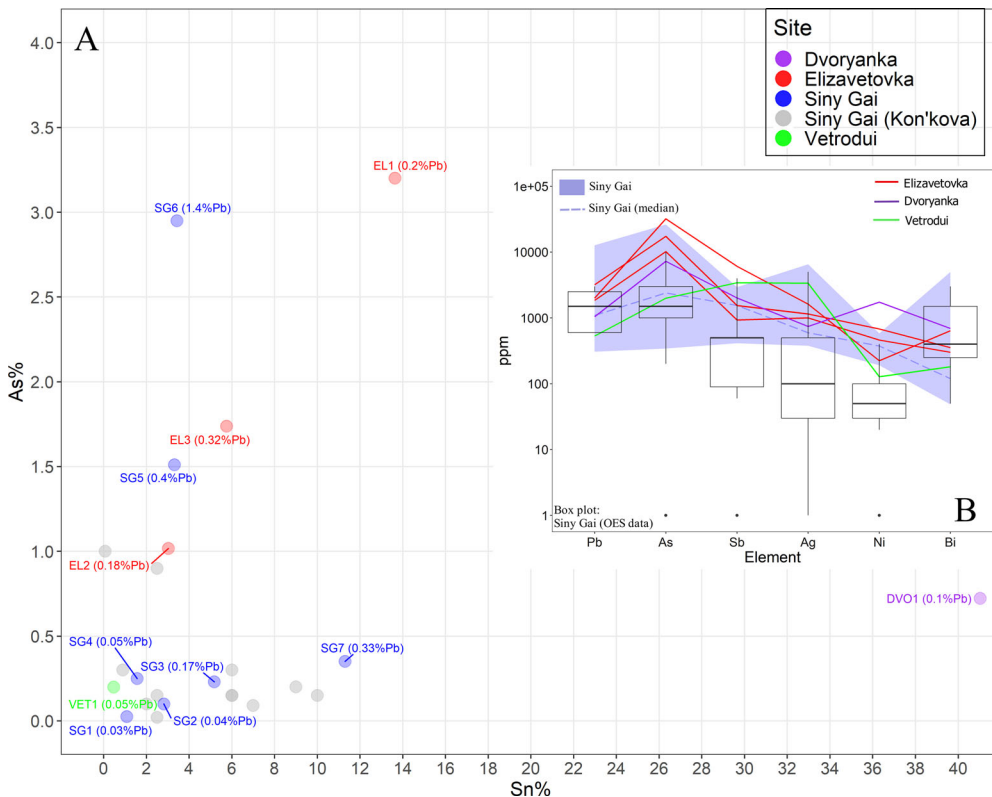 A
Site
Dvoryanka
Elizavetovka
Siny Gai
Siny Gai (Kon'kova)
Vetrodui
As%
4.0
3.5
3.0
2.5
2.0
1.5
1.0
0.5
0.0
EL1 (0.2%Pb)
SG6 (1.4%Pb)
EL3 (0.32%Pb)
SG5 (0.4%Pb)
EL2 (0.18%Pb)
DVO1 (0.1%Pb)
SG4 (0.05%Pb)
SG3 (0.17%Pb)
SG7 (0.33%Pb)
VET1 (0.05%Pb)
SG2 (0.04%Pb)
SG1 (0.03%Pb)
0 2 4 6 8 10 12 14 16 18 20 22 24 26 28 30 32 34 36 38 40
Sn%
B
Siny Gai
Siny Gai (median)
Elizavetovka
Dvoryanka
Vetrodui
ppm
1e+05
10000
1000
100
10
1
Box plot:
Siny Gai (OES data)
Pb As Sb Ag Ni Bi
Element